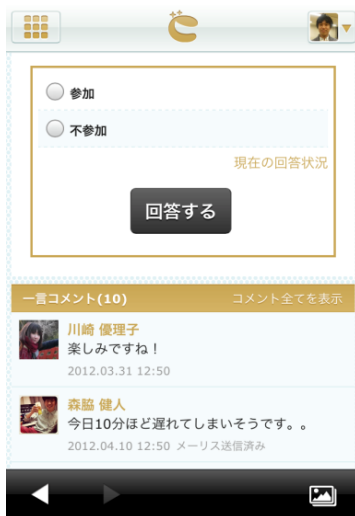 参加
不参加
現在の回答状況
回答する
一言コメント(10) コメント全てを表示
川崎 優理子
楽しみですね！
2012.03.31 12:50
森脇 健人
今日10分ほど遅れてしまいそうです。。
2012.04.10 12:50 メーリス送信済み